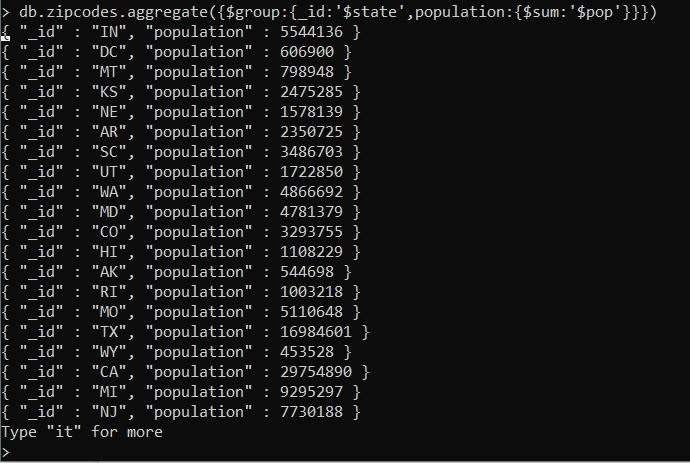 > db.zipcodes.aggregate({$group:{_id:'$state',population:{$sum:'$pop'}}})
{ "_id" : "IN", "population" : 5544136 }
{ "_id" : "DC", "population" : 606900 }
{ "_id" : "MT", "population" : 798948 }
{ "_id" : "KS", "population" : 2475285 }
{ "_id" : "NE", "population" : 1578139 }
{ "_id" : "AR", "population" : 2350725 }
{ "_id" : "SC", "population" : 3486703 }
{ "_id" : "UT", "population" : 1722850 }
{ "_id" : "WA", "population" : 4866692 }
{ "_id" : "MD", "population" : 4781379 }
{ "_id" : "CO", "population" : 3293755 }
{ "_id" : "HI", "population" : 1108229 }
{ "_id" : "AK", "population" : 544698 }
{ "_id" : "RI", "population" : 1003218 }
{ "_id" : "MO", "population" : 5110648 }
{ "_id" : "TX", "population" : 16984601 }
{ "_id" : "WY", "population" : 453528 }
{ "_id" : "CA", "population" : 29754890 }
{ "_id" : "MI", "population" : 9295297 }
{ "_id" : "NJ", "population" : 7730188 }
Type "it" for more
>